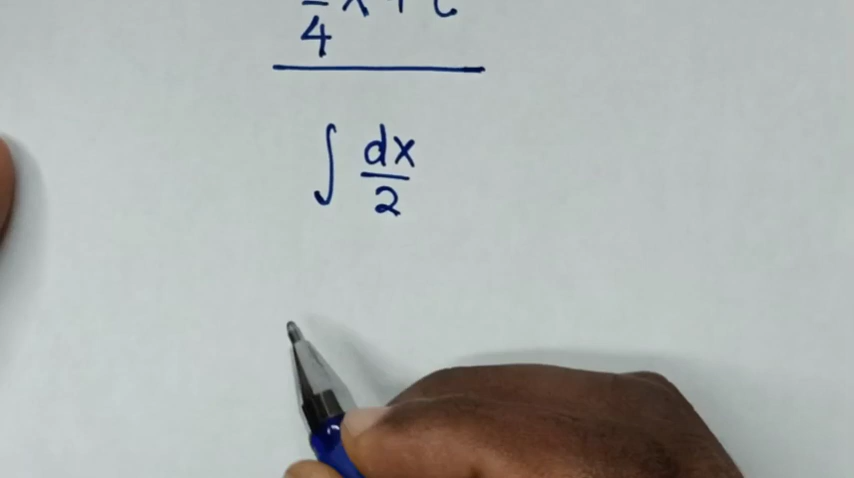 4 x + c
∫ dx/2